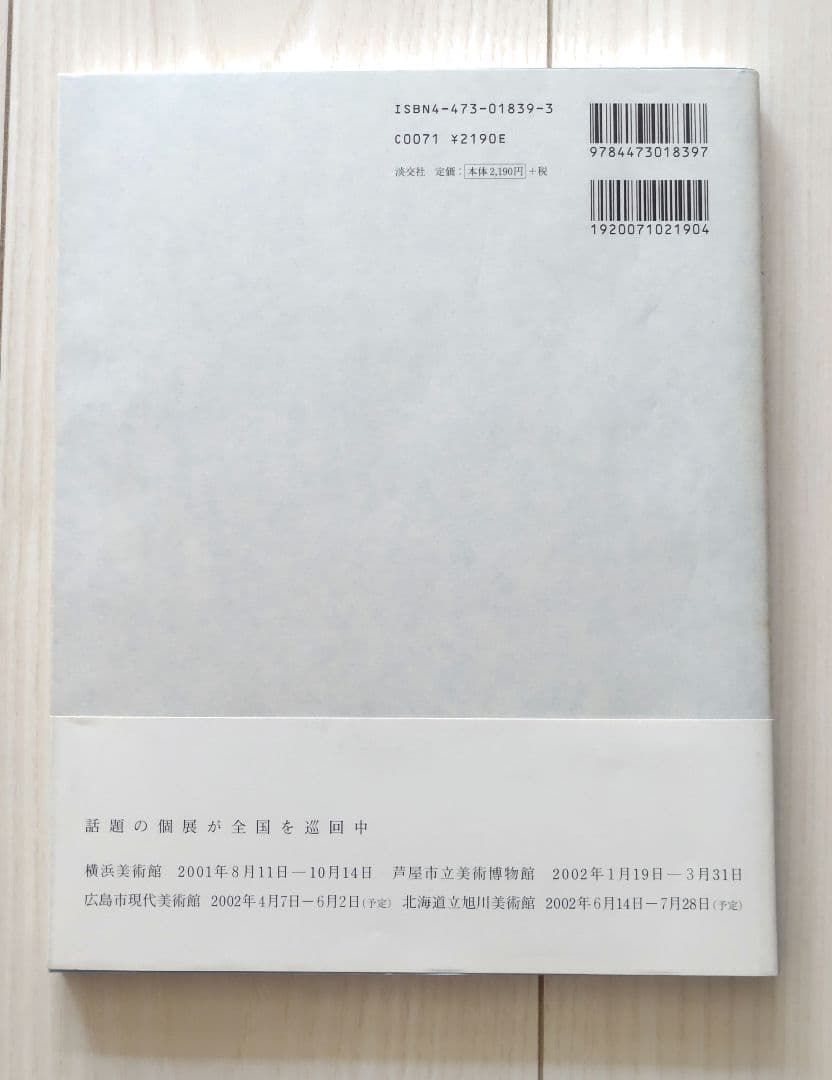 ISBN4-473-01839-3
C0071 ¥2190E
淡交社 定価：本体2,190円＋税
9784473018397
1920071021904
話題の個展が全国を巡回中
横浜美術館 2001年8月11日―10月14日 芦屋市立美術博物館 2002年1月19日―3月31日
広島市現代美術館 2002年4月7日－6月2日(予定) 北海道立旭川美術館 2002年6月14日－7月28日(予定)